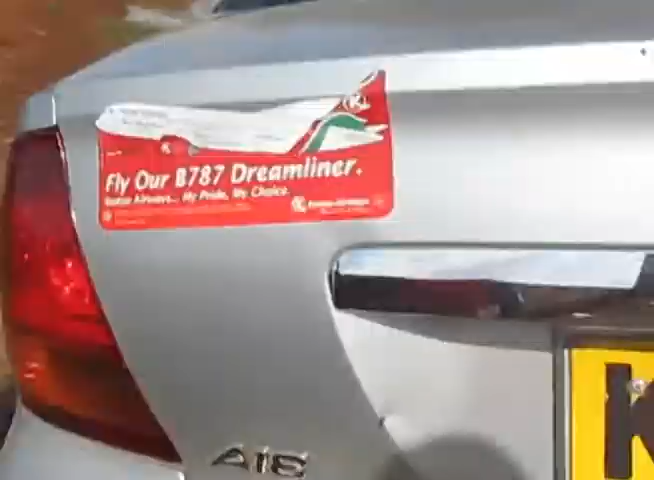 Fly Our B787 Dreamliner.
Kenya Airways... My Pride, My Choice.
Kenya Airways
A18
K